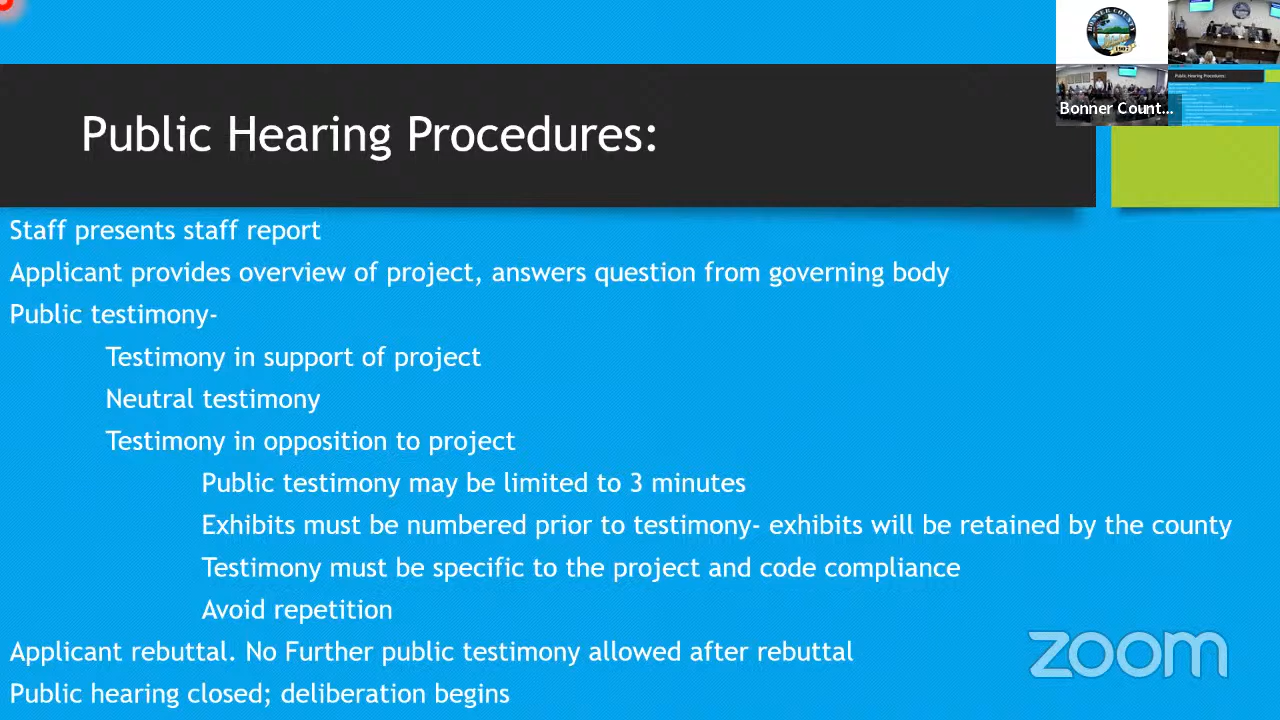 Public Hearing Procedures:
Bonner Count...
Staff presents staff report
Applicant provides overview of project, answers question from governing body
Public testimony-
Testimony in support of project
Neutral testimony
Testimony in opposition to project
Public testimony may be limited to 3 minutes
Exhibits must be numbered prior to testimony- exhibits will be retained by the county
Testimony must be specific to the project and code compliance
Avoid repetition
Applicant rebuttal. No Further public testimony allowed after rebuttal
Public hearing closed; deliberation begins
zoom